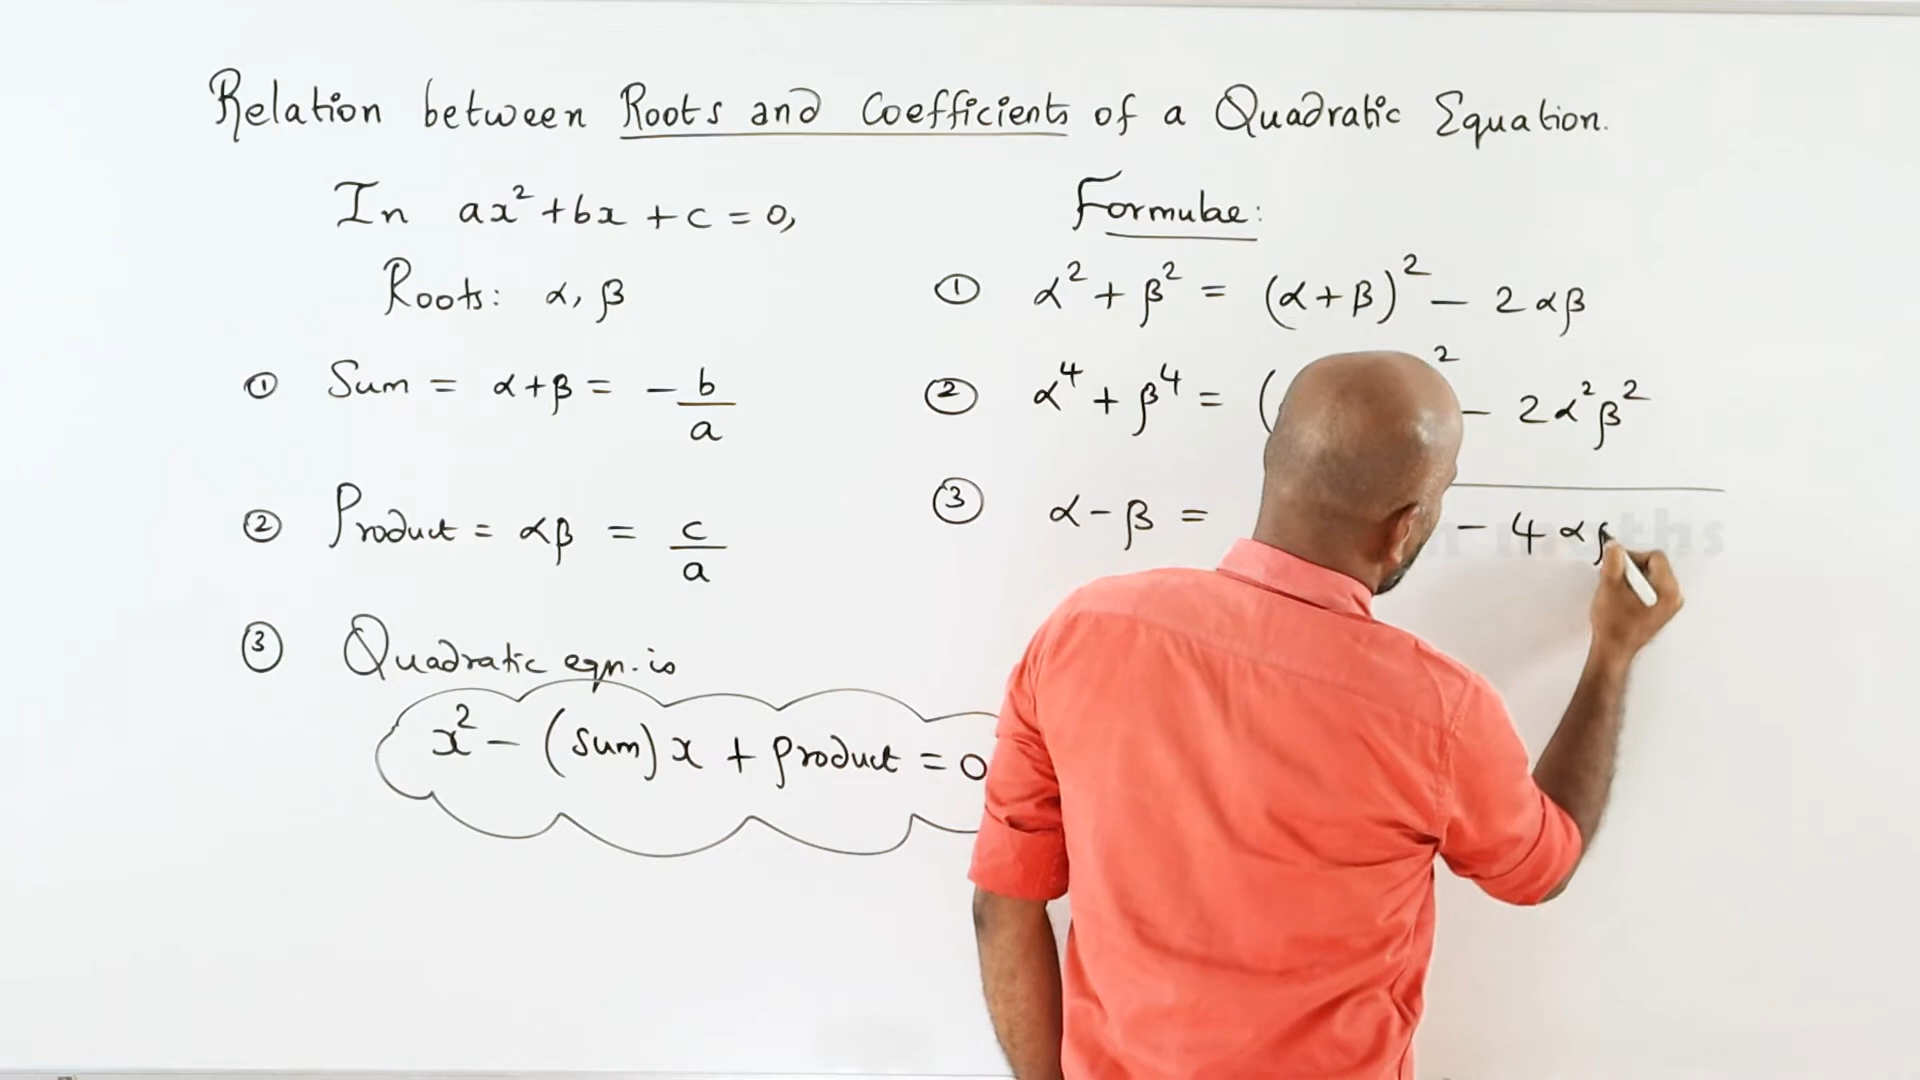 Relation between Roots and Coefficients of a Quadratic Equation.
In ax²+bx+c=0,
Roots: α, β
① Sum = α+β = -b/a
② Product = αβ = c/a
③ Quadratic eqn. is
x² - (sum)x + product = 0
Formulae:
① α² + β² = (α+β)² - 2αβ
② α⁴ + β⁴ = ( ² - 2α²β²
③ α-β = - 4αβ